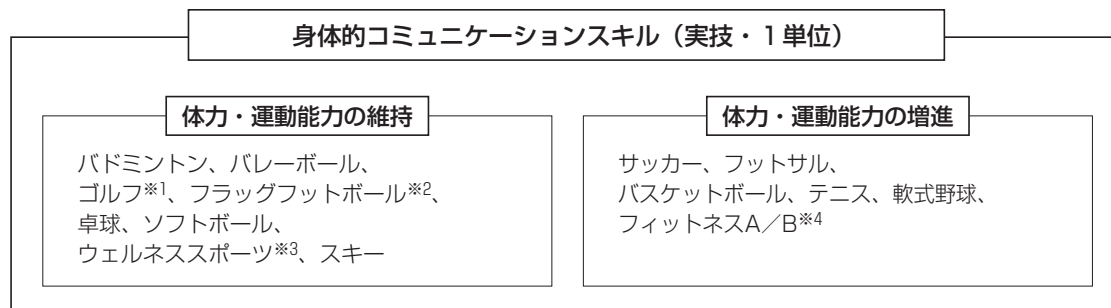 身体的コミュニケーションスキル（実技・１単位）
体力・運動能力の維持
バドミントン、バレーボール、
ゴルフ※1、フラッグフットボール※2、
卓球、ソフトボール、
ウェルネススポーツ※3、スキー
体力・運動能力の増進
サッカー、フットサル、
バスケットボール、テニス、軟式野球、
フィットネスA／B※4